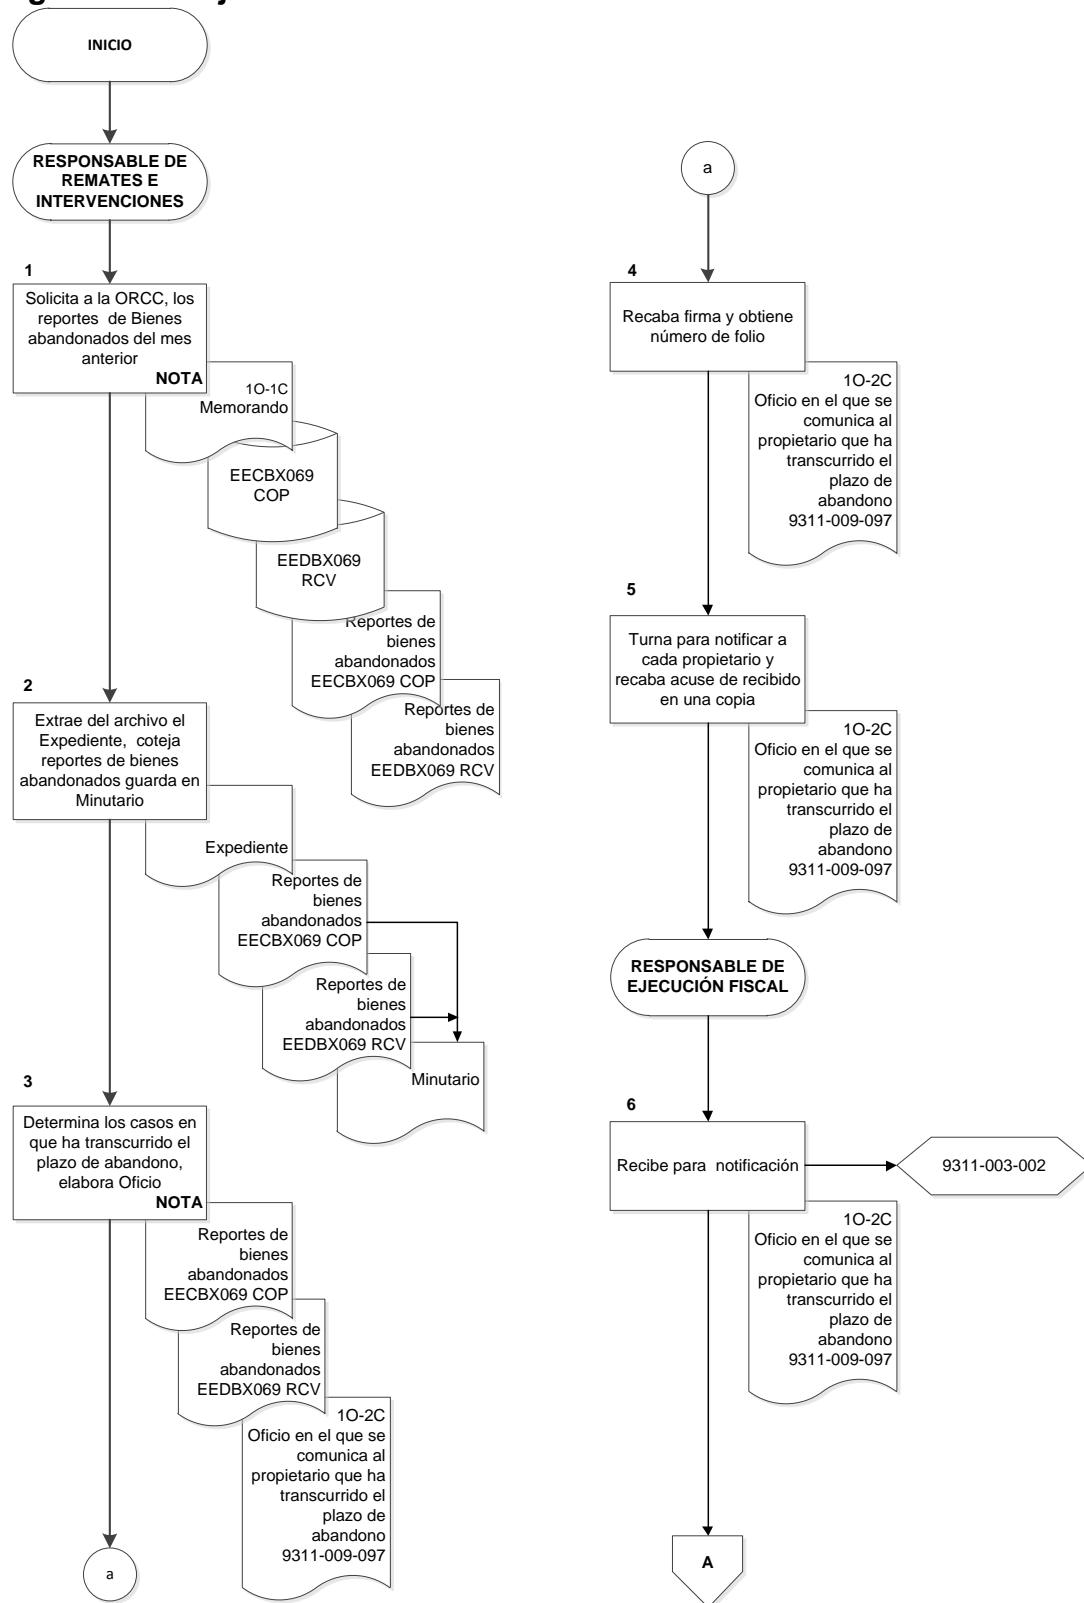 INICIO
RESPONSABLE DE
REMATES E
INTERVENCIONES
1
Solicita a la ORCC, los
reportes de Bienes
abandonados del mes
anterior
NOTA
1O-1C
Memorando
EECBX069
COP
EEDBX069
RCV
Reportes de
bienes
abandonados
EECBX069 COP
Reportes de
bienes
abandonados
EEDBX069 RCV
2
Extrae del archivo el
Expediente, coteja
reportes de bienes
abandonados guarda en
Minutario
Expediente
Reportes de
bienes
abandonados
EECBX069 COP
Reportes de
bienes
abandonados
EEDBX069 RCV
Minutario
3
Determina los casos en
que ha transcurrido el
plazo de abandono,
elabora Oficio
NOTA
Reportes de
bienes
abandonados
EECBX069 COP
Reportes de
bienes
abandonados
EEDBX069 RCV
1O-2C
Oficio en el que se
comunica al
propietario que ha
transcurrido el
plazo de
abandono
9311-009-097
a
a
4
Recaba firma y obtiene
número de folio
1O-2C
Oficio en el que se
comunica al
propietario que ha
transcurrido el
plazo de
abandono
9311-009-097
5
Turna para notificar a
cada propietario y
recaba acuse de recibido
en una copia
1O-2C
Oficio en el que se
comunica al
propietario que ha
transcurrido el
plazo de
abandono
9311-009-097
RESPONSABLE DE
EJECUCIÓN FISCAL
6
Recibe para notificación
9311-003-002
1O-2C
Oficio en el que se
comunica al
propietario que ha
transcurrido el
plazo de
abandono
9311-009-097
A